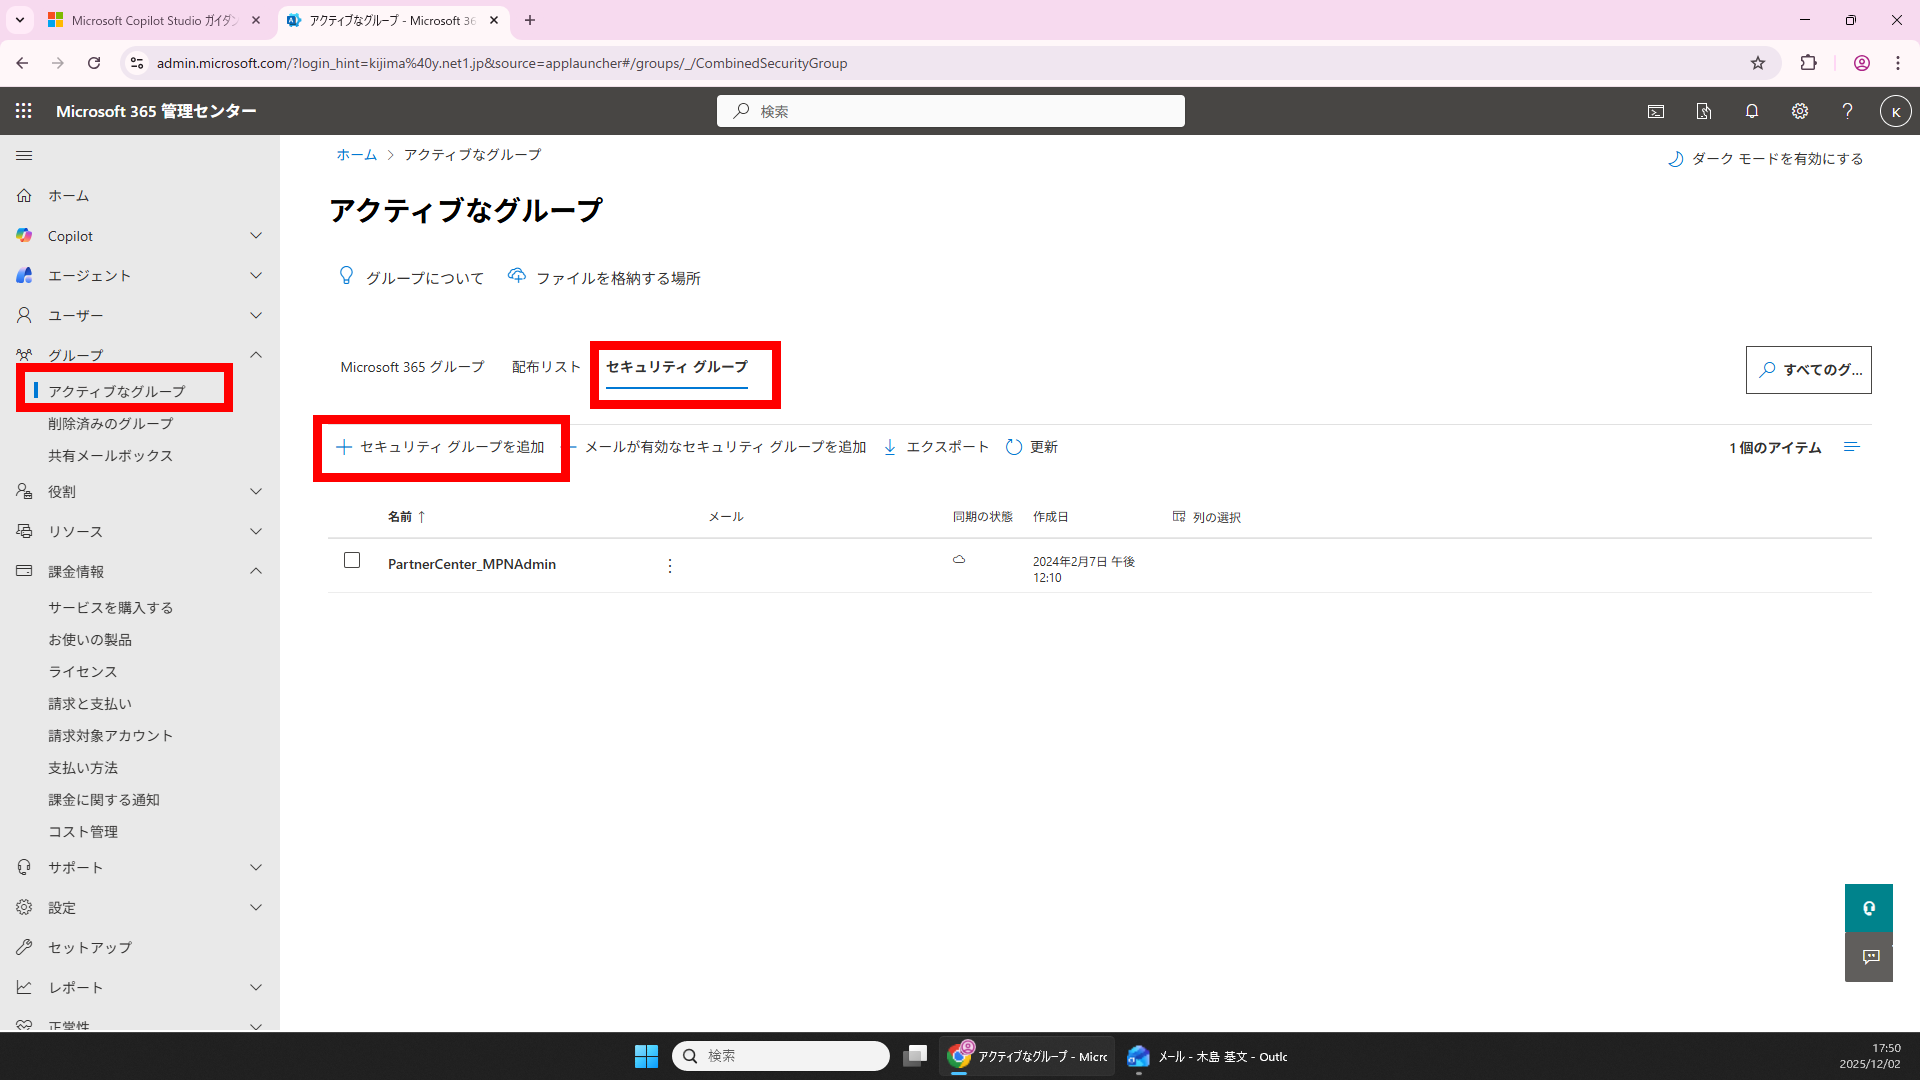 Microsoft Copilot Studio ガイダン
アクティブなグループ - Microsoft 36
admin.microsoft.com/?login_hint=kijima%40y.net1.jp&source=applauncher#/groups/_/CombinedSecurityGroup
Microsoft 365 管理センター
検索
K
ホーム
Copilot
エージェント
ユーザー
グループ
アクティブなグループ
削除済みのグループ
共有メールボックス
役割
リソース
課金情報
サービスを購入する
お使いの製品
ライセンス
請求と支払い
請求対象アカウント
支払い方法
課金に関する通知
コスト管理
サポート
設定
セットアップ
レポート
正常性
ホーム > アクティブなグループ
ダーク モードを有効にする
アクティブなグループ
グループについて
ファイルを格納する場所
Microsoft 365 グループ
配布リスト
セキュリティ グループ
すべてのグ...
セキュリティ グループを追加
メールが有効なセキュリティ グループを追加
エクスポート
更新
1 個のアイテム
名前 ↑
メール
同期の状態
作成日
列の選択
PartnerCenter_MPNAdmin
2024年2月7日 午後
12:10
検索
アクティブなグループ - Micrc
メール - 木島 基文 - Outlc
17:50
2025/12/02